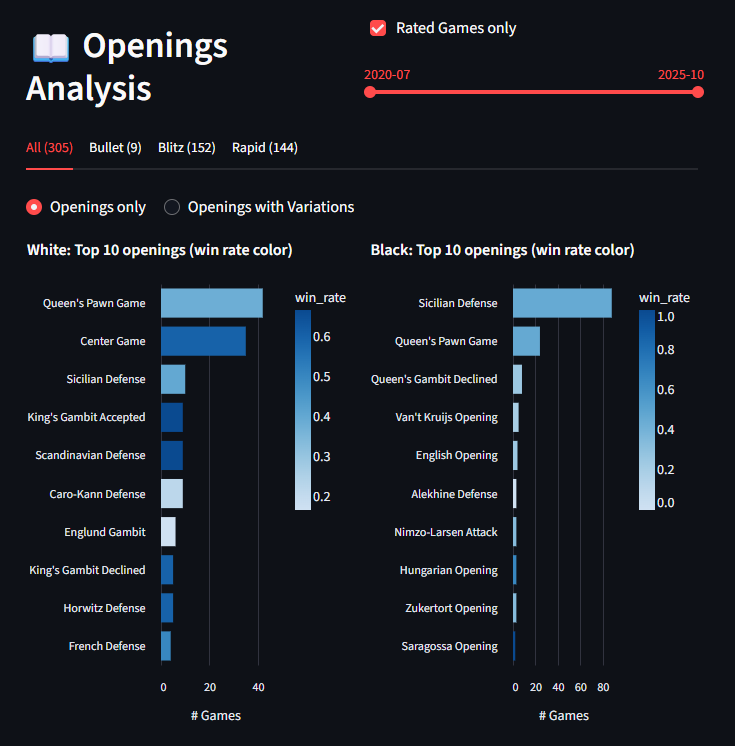 📖 Openings
Analysis
Rated Games only
2020-07
2025-10
All (305)
Bullet (9)
Blitz (152)
Rapid (144)
Openings only
Openings with Variations
White: Top 10 openings (win rate color)
Queen's Pawn Game
Center Game
Sicilian Defense
King's Gambit Accepted
Scandinavian Defense
Caro-Kann Defense
Englund Gambit
King's Gambit Declined
Horwitz Defense
French Defense
0
20
40
# Games
win_rate
0.6
0.5
0.4
0.3
0.2
Black: Top 10 openings (win rate color)
Sicilian Defense
Queen's Pawn Game
Queen's Gambit Declined
Van't Kruijs Opening
English Opening
Alekhine Defense
Nimzo-Larsen Attack
Hungarian Opening
Zukertort Opening
Saragossa Opening
0
20
40
60
80
# Games
win_rate
1.0
0.8
0.6
0.4
0.2
0.0